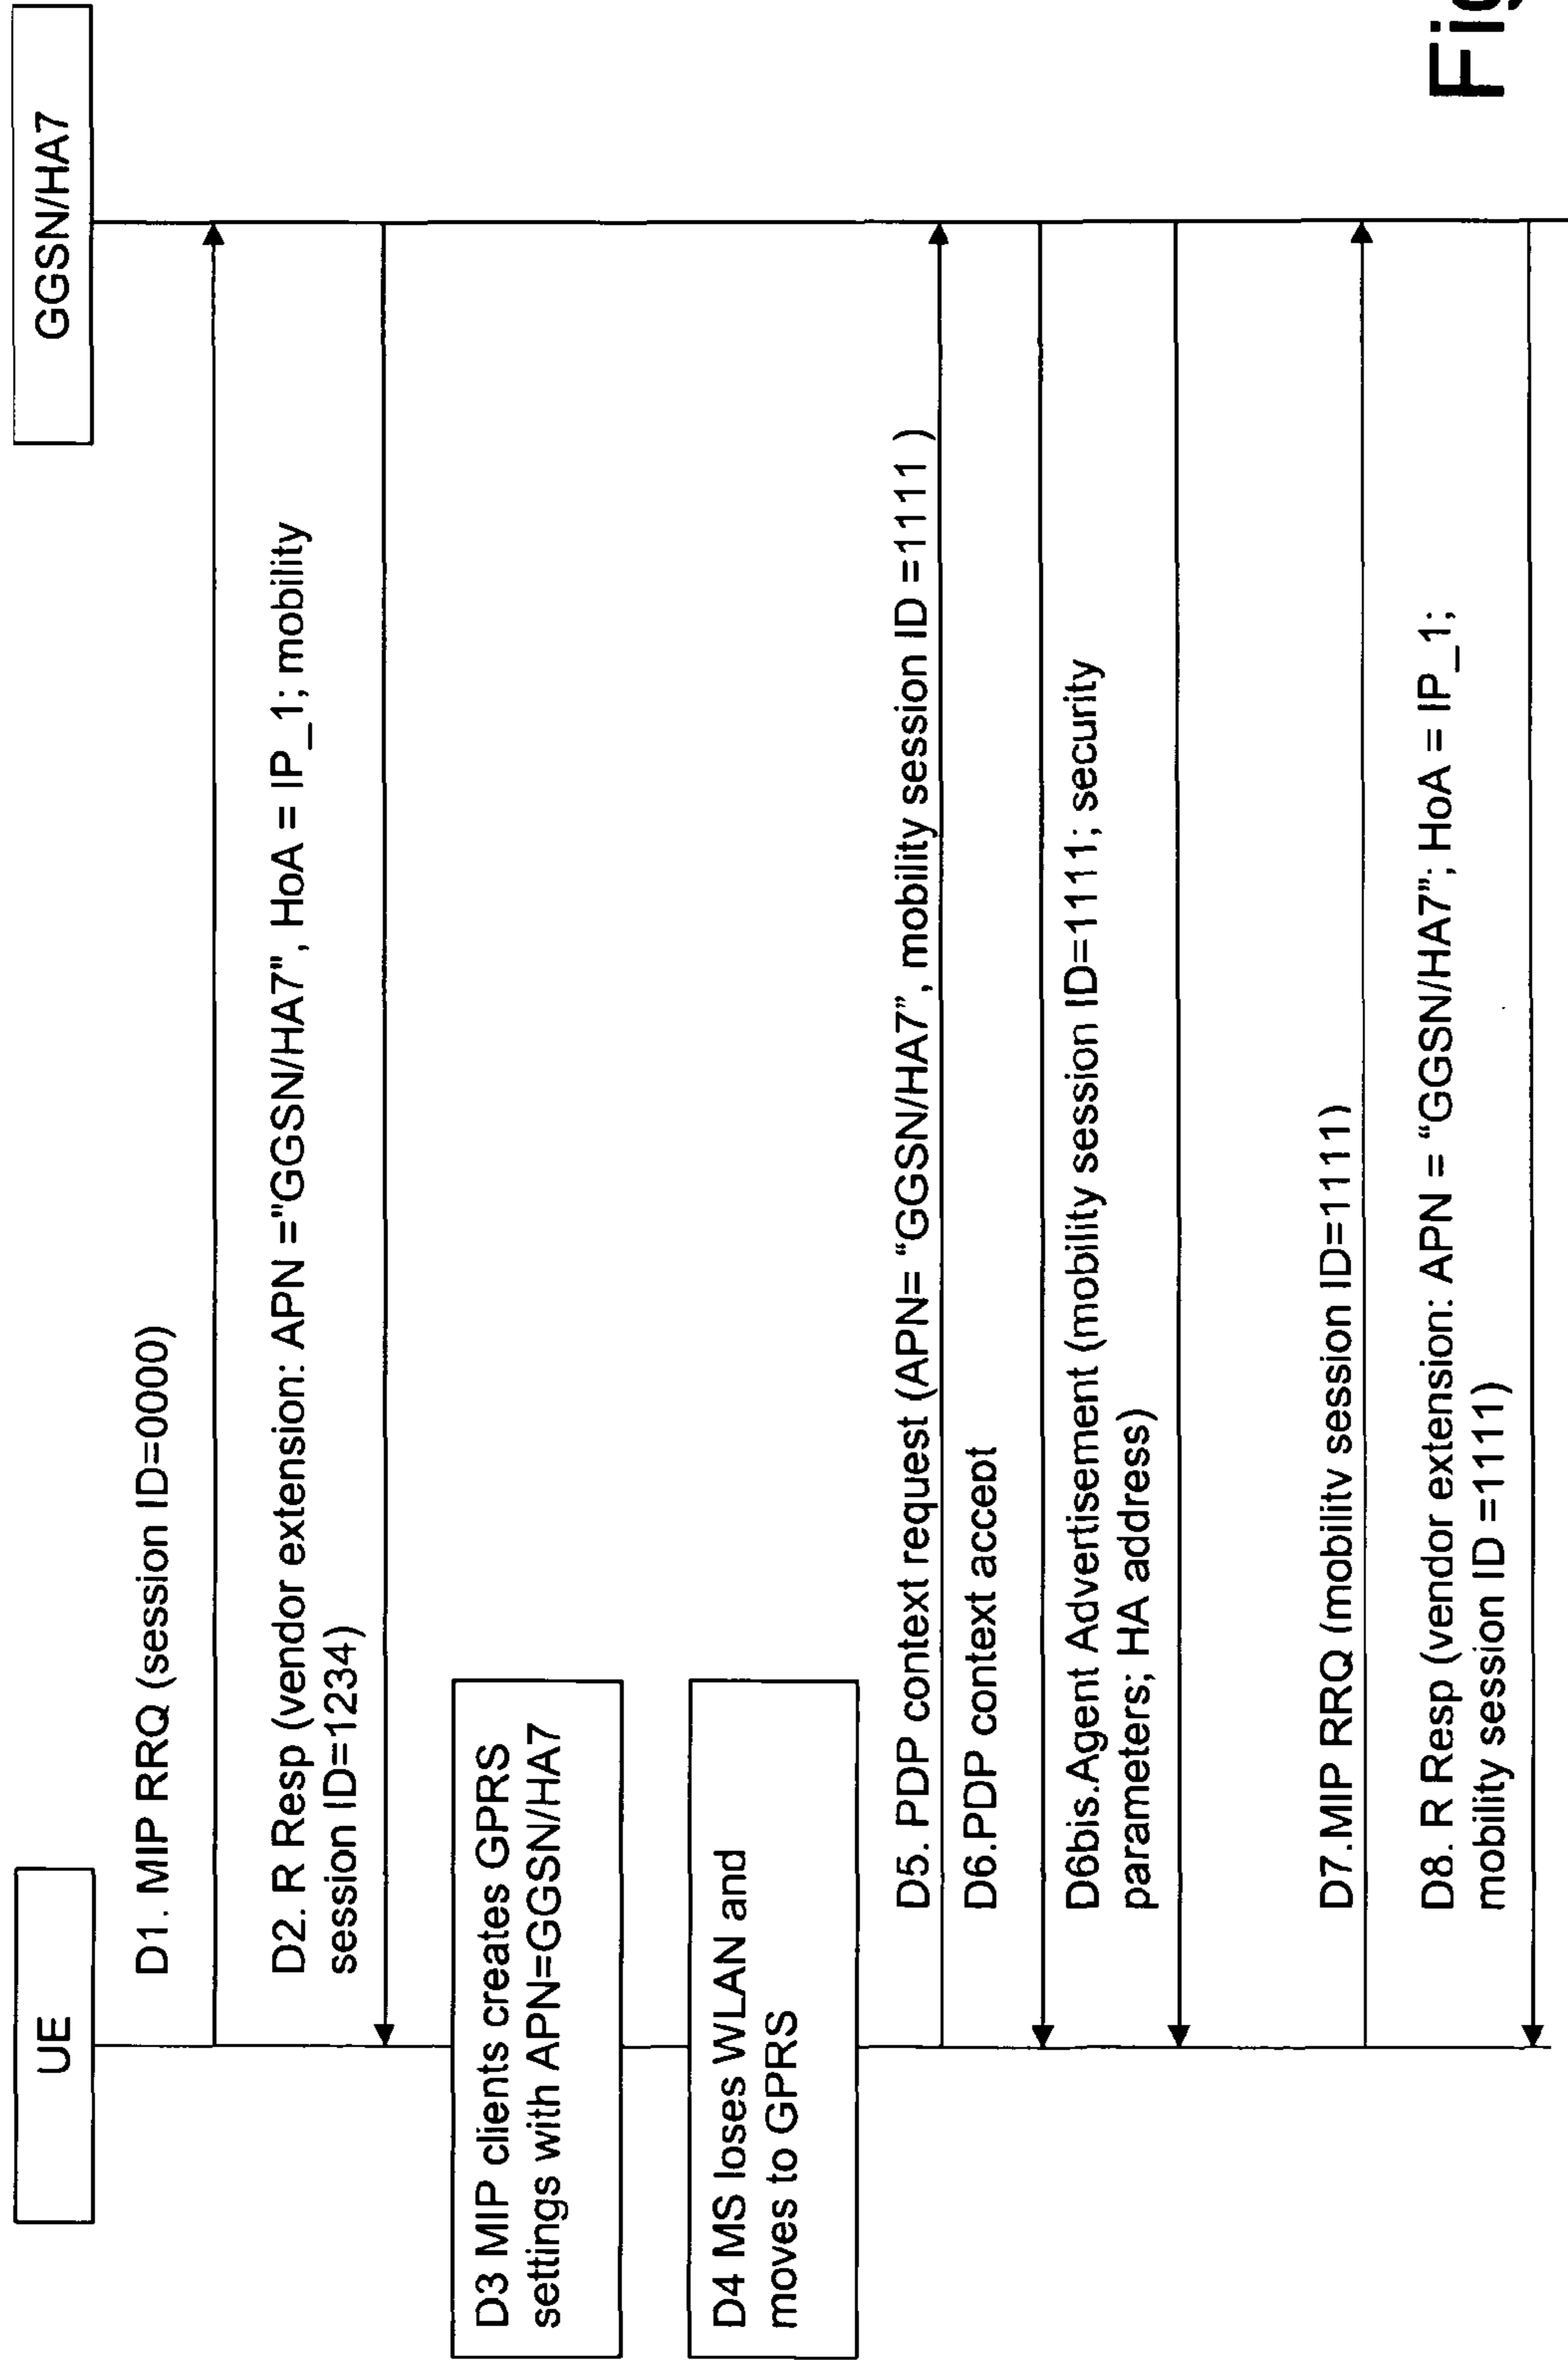 UE
GGSN/HA7
D1. MIP RRQ (session ID=0000)
D2. R Resp (vendor extension: APN ="GGSN/HA7", HoA = IP_1; mobility
session ID=1234)
D3 MIP clients creates GPRS
settings with APN=GGSN/HA7
D4 MS loses WLAN and
moves to GPRS
D5. PDP context request (APN= “GGSN/HA7”, mobility session ID =1111 )
D6.PDP context accept
D6bis.Agent Advertisement (mobility session ID=1111; security
parameters; HA address)
D7.MIP RRQ (mobility session ID=1111)
D8. R Resp (vendor extension: APN = “GGSN/HA7”; HoA = IP_1;
mobility session ID =1111)